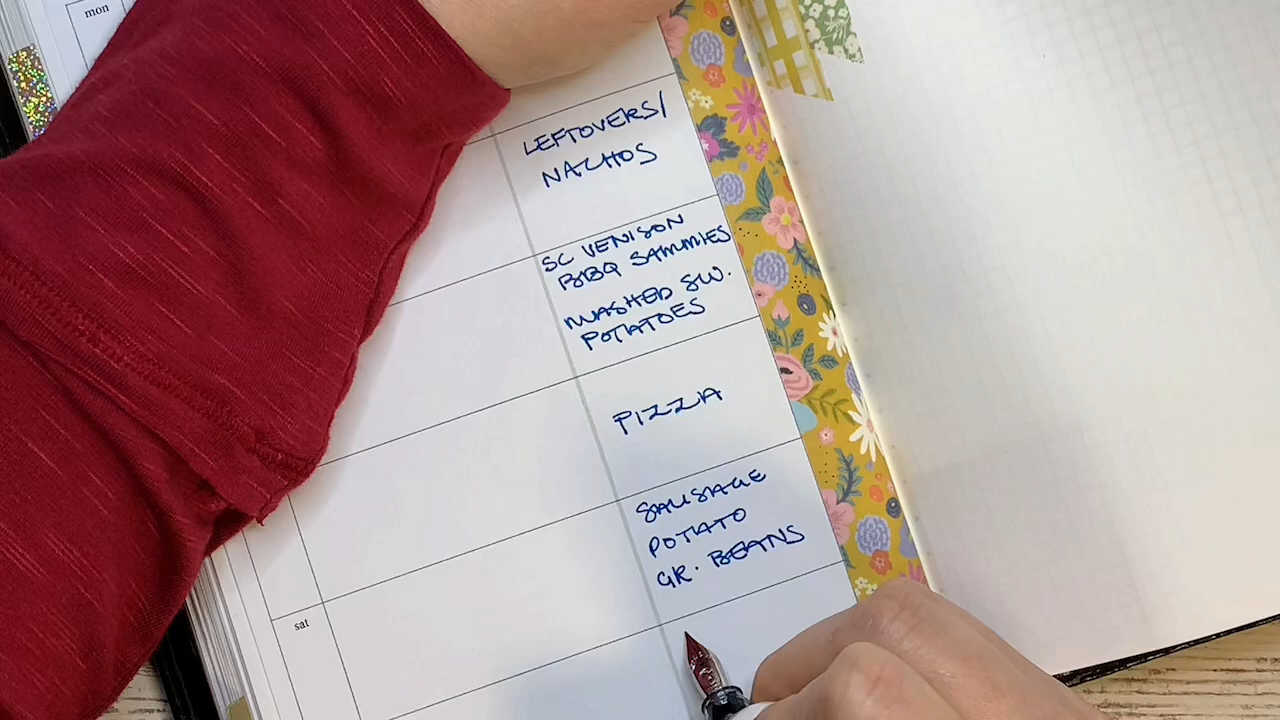 mon
LEFTOVERS/
NACHOS
SC VENISON
BBQ SAMMIES
MASHED SW.
POTATOES
PIZZA
SAUSAGE
POTATO
GR. BEANS
sat